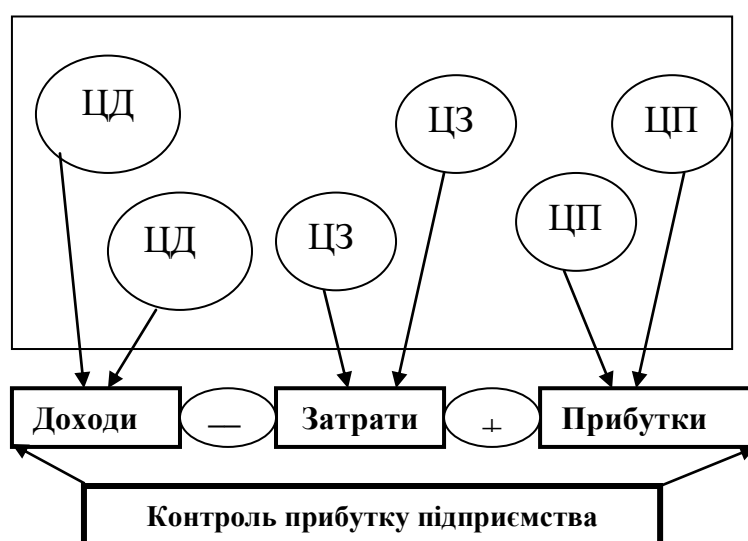 ЦД
ЦЗ
ЦП
ЦД
ЦЗ
ЦП
Доходи — Затрати + Прибутки
Контроль прибутку підприємства